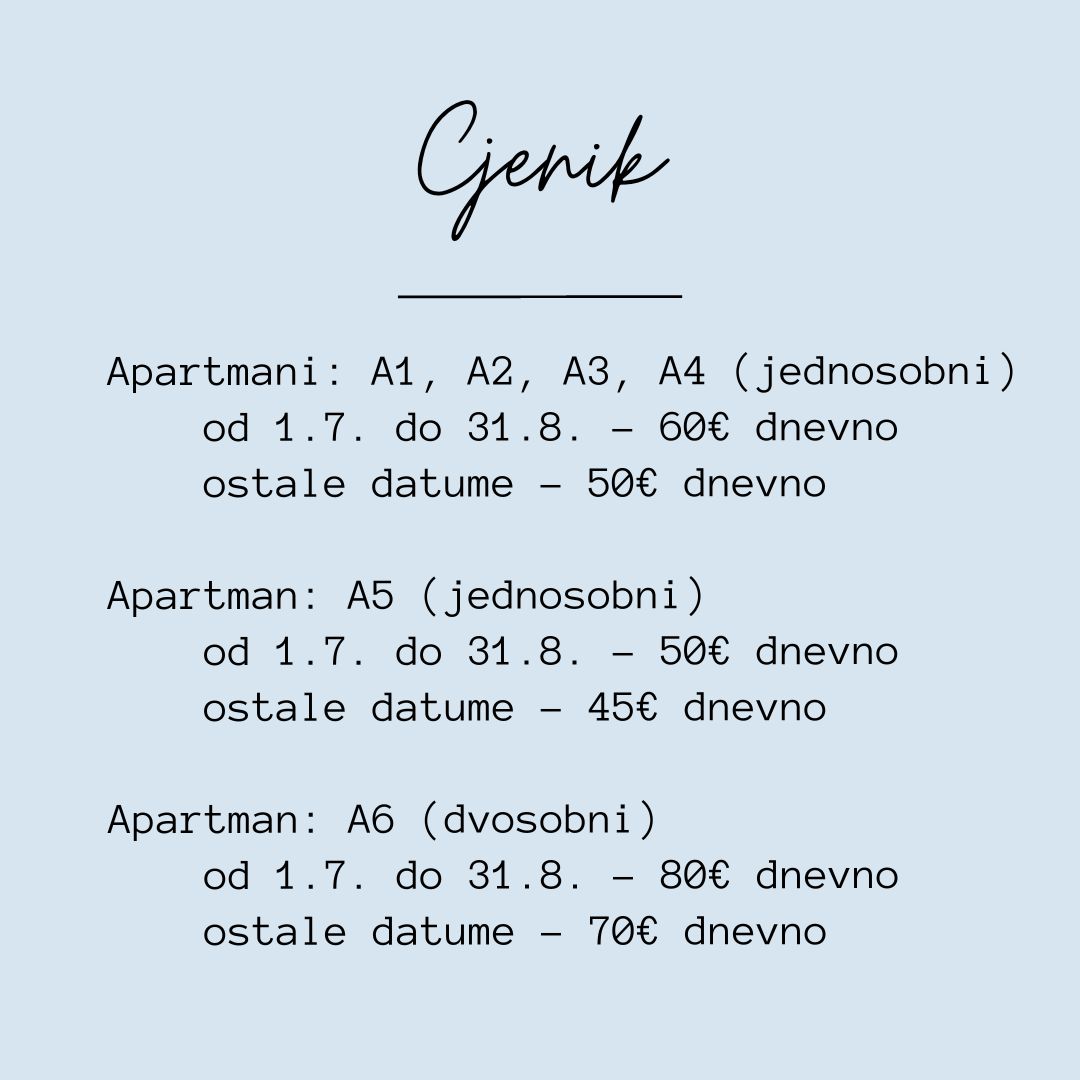 Cjenik
Apartmani: A1, A2, A3, A4 (jednosobni)
od 1.7. do 31.8. – 60€ dnevno
ostale datume – 50€ dnevno
Apartman: A5 (jednosobni)
od 1.7. do 31.8. – 50€ dnevno
ostale datume – 45€ dnevno
Apartman: A6 (dvosobni)
od 1.7. do 31.8. – 80€ dnevno
ostale datume – 70€ dnevno